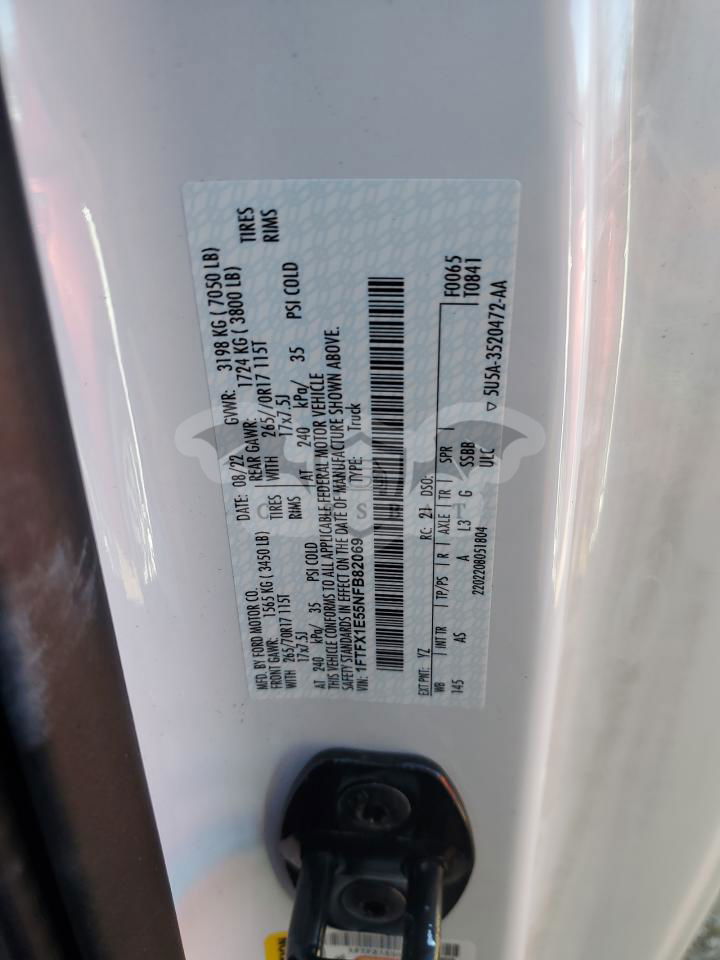 MFD. BY FORD MOTOR CO.
DATE: 08/22 GVWR: 3198 KG ( 7050 LB)
FRONT GAWR: 1565 KG (3450 LB) REAR GAWR: 1724 KG ( 3800 LB)
WITH 265/70R17 115T TIRES WITH 265/70R17 115T TIRES
17x7.5J RIMS 17x7.5J RIMS
AT 240 kPa/ 35 PSI COLD AT 240 kPa/ 35 PSI COLD
THIS VEHICLE CONFORMS TO ALL APPLICABLE FEDERAL MOTOR VEHICLE
SAFETY STANDARDS IN EFFECT ON THE DATE OF MANUFACTURE SHOWN ABOVE.
VIN: 1FTFX1E55NFB82069 TYPE: Truck
EXT PNT: YZ RC: 21 DSO: F0065
WB INT TR TP/PS R AXLE TR SPR T0841
145 AS A L3 G SSBB
2202208051804 ULC
▽ 5U5A-3520472-AA